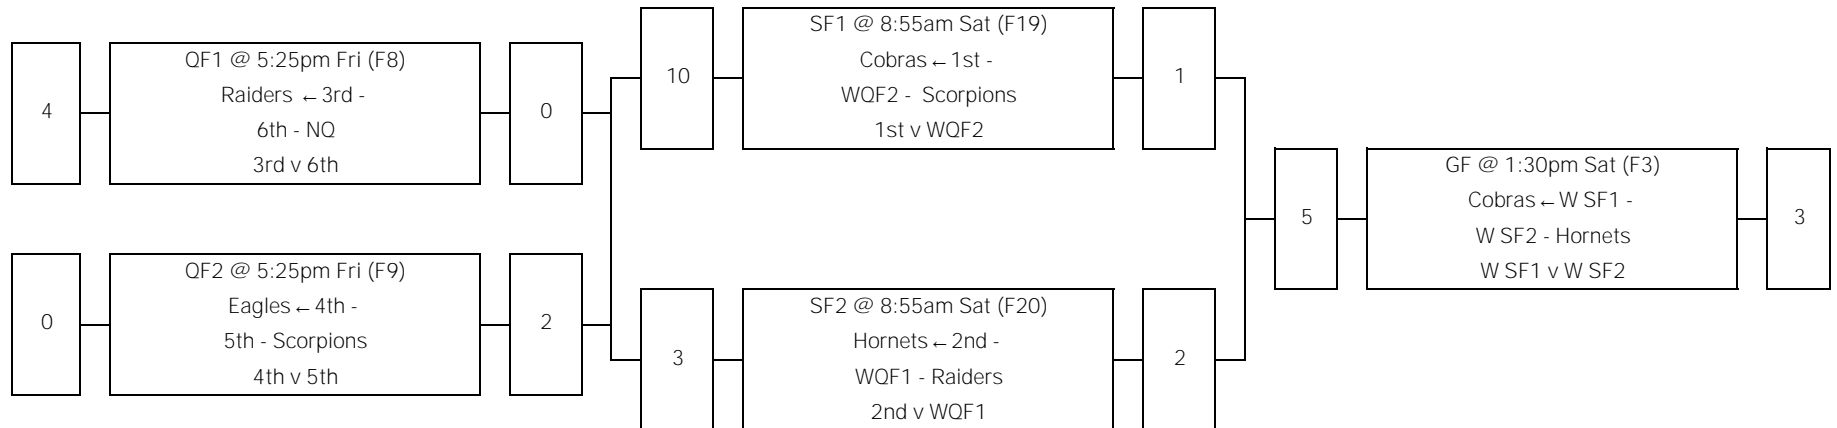 4
QF1 @ 5:25pm Fri (F8)
Raiders ←3rd -
6th - NQ
3rd v 6th
0
0
QF2 @ 5:25pm Fri (F9)
Eagles←4th -
5th - Scorpions
4th v 5th
2
10
SF1 @ 8:55am Sat (F19)
Cobras←1st -
WQF2 - Scorpions
1st v WQF2
1
3
SF2 @ 8:55am Sat (F20)
Hornets←2nd -
WQF1 - Raiders
2nd v WQF1
2
5
GF @ 1:30pm Sat (F3)
Cobras←W SF1 -
W SF2 - Hornets
W SF1 v W SF2
3